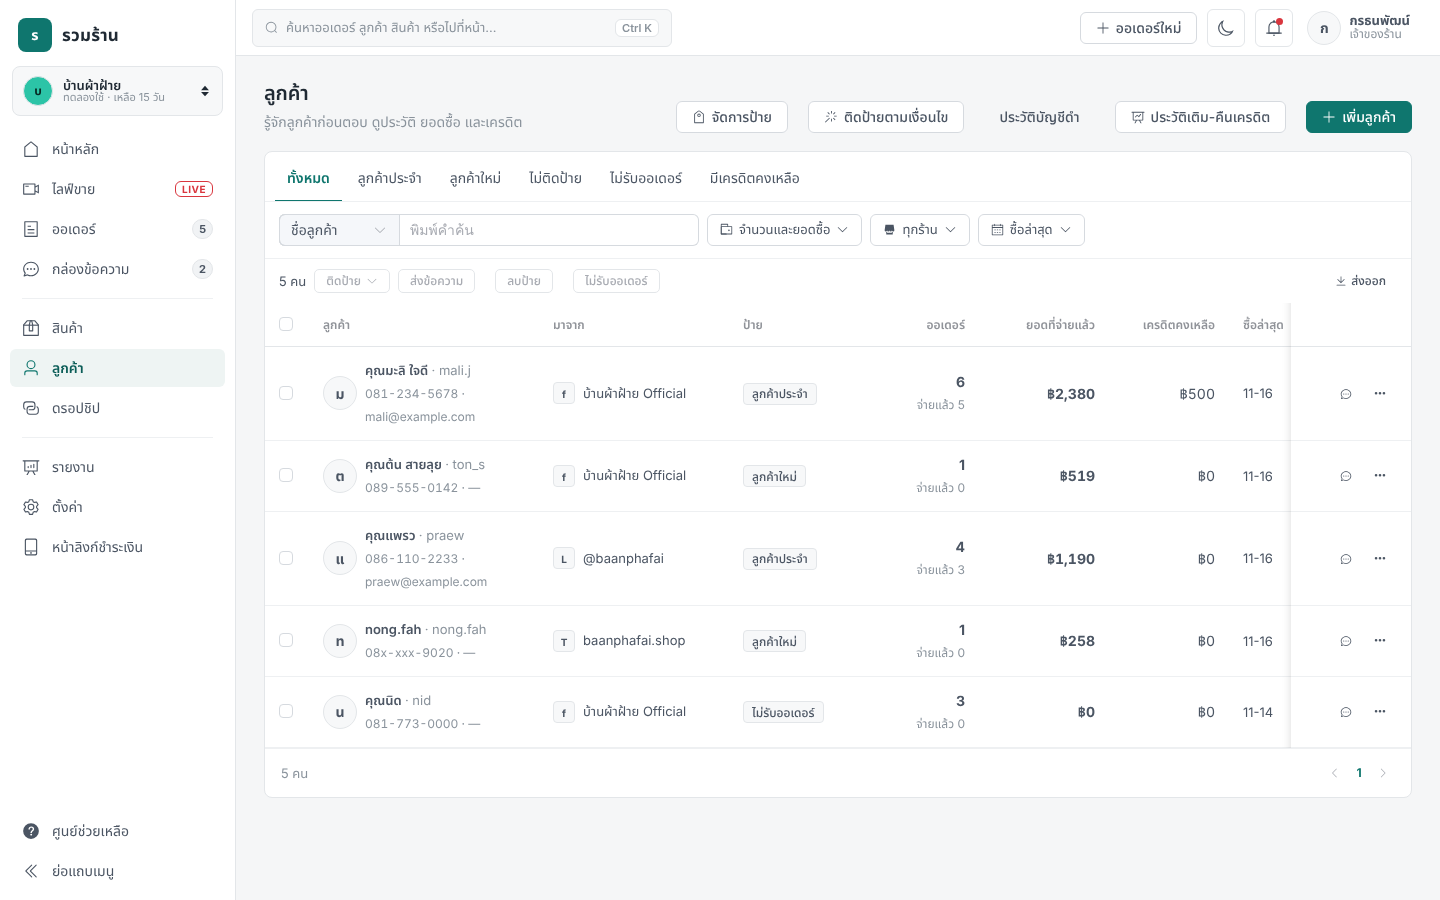 s รวมร้าน
บ บ้านผ้าฝ้าย
ทดลองใช้ · เหลือ 15 วัน
หน้าหลัก
ไลฟ์ขาย LIVE
ออเดอร์ 5
กล่องข้อความ 2
สินค้า
ลูกค้า
ดรอปชิป
รายงาน
ตั้งค่า
หน้าลิงก์ชำระเงิน
ศูนย์ช่วยเหลือ
ย่อแถบเมนู
ค้นหาออเดอร์ ลูกค้า สินค้า หรือไปที่หน้า... Ctrl K
ออเดอร์ใหม่
ก กรธนพัฒน์
เจ้าของร้าน
ลูกค้า
รู้จักลูกค้าก่อนตอบ ดูประวัติ ยอดซื้อ และเครดิต
จัดการป้าย ติดป้ายตามเงื่อนไข ประวัติบัญชีดำ ประวัติเติม-คืนเครดิต เพิ่มลูกค้า
ทั้งหมด ลูกค้าประจำ ลูกค้าใหม่ ไม่ติดป้าย ไม่รับออเดอร์ มีเครดิตคงเหลือ
ชื่อลูกค้า พิมพ์คำค้น จำนวนและยอดซื้อ ทุกร้าน ซื้อล่าสุด
5 คน ติดป้าย ส่งข้อความ ลบป้าย ไม่รับออเดอร์ ส่งออก
ลูกค้า มาจาก ป้าย ออเดอร์ ยอดที่จ่ายแล้ว เครดิตคงเหลือ ซื้อล่าสุด
ม คุณมะลิ ใจดี · mali.j
081-234-5678 ·
mali@example.com
f บ้านผ้าฝ้าย Official ลูกค้าประจำ 6 ฿2,380 ฿500 11-16
จ่ายแล้ว 5
ต คุณต้น สายลุย · ton_s
089-555-0142 · —
f บ้านผ้าฝ้าย Official ลูกค้าใหม่ 1 ฿519 ฿0 11-16
จ่ายแล้ว 0
แ คุณแพรว · praew
086-110-2233 ·
praew@example.com
L @baanphafai ลูกค้าประจำ 4 ฿1,190 ฿0 11-16
จ่ายแล้ว 3
ท nong.fah · nong.fah
08x-xxx-9020 · —
T baanphafai.shop ลูกค้าใหม่ 1 ฿258 ฿0 11-16
จ่ายแล้ว 0
น คุณนิด · nid
081-773-0000 · —
f บ้านผ้าฝ้าย Official ไม่รับออเดอร์ 3 ฿0 ฿0 11-14
จ่ายแล้ว 0
5 คน 1